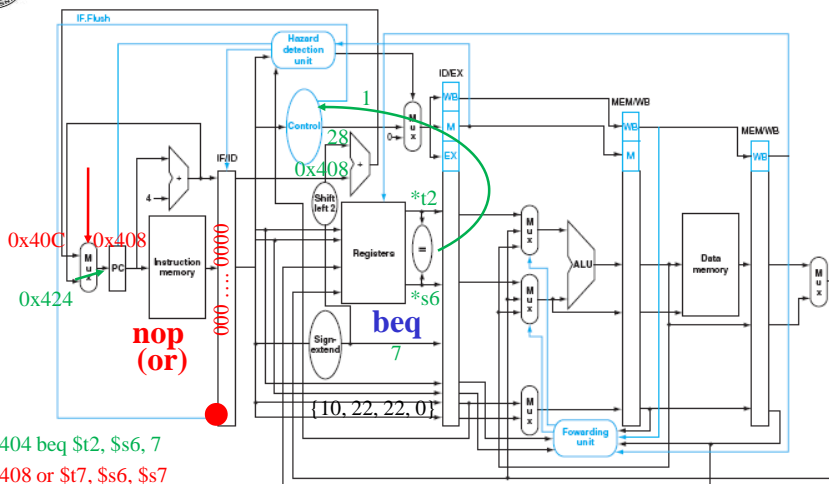 IF.Flush
Hazard
detection
unit
ID/EX
1
WB
EX/MEM
Control
M
u
x
0
M
WB
MEM/WB
28
EX
M
WB
IF/ID
0x408
+
+
4
Shift
left 2
*t2
0x40C
0x408
M
u
x
PC
Instruction
memory
000 .... 0000
Registers
=
M
u
x
ALU
Data
memory
M
u
x
0x424
*s6
M
u
x
nop
(or)
beq
Sign-
extend
7
{10, 22, 22, 0}
M
u
x
Fowarding
unit
404 beq $t2, $s6, 7
408 or $t7, $s6, $s7